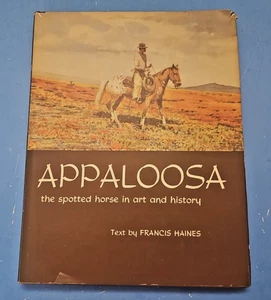 APPALOOSA
the spotted horse in art and history
Text by FRANCIS HAINES